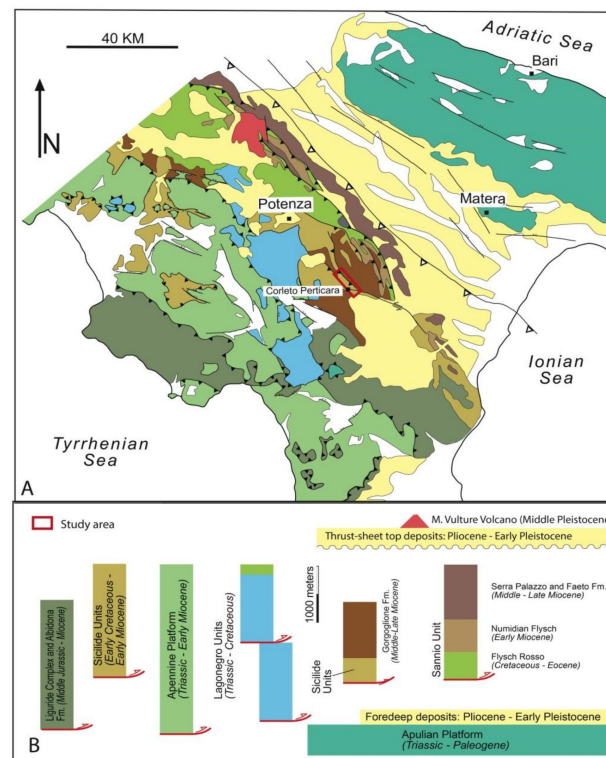 40 KM
Adriatic Sea
Bari
N
Potenza
Matera
Corleto Perticara
Ionian
Sea
Tyrrhenian
Sea
A
Study area
M. Vulture Volcano (Middle Pleistocene
Thrust-sheet top deposits: Pliocene - Early Pleistocene
Liguride Complex and Albidona
Fm. (Middle Jurassic - Miocene)
Sicilide Units
(Early Cretaceous -
Early Miocene)
Apennine Platform
(Triassic - Early Miocene)
Lagonegro Units
(Triassic - Cretaceous)
1000 meters
Sicilide
Units
Gorgoglione Fm.
(Middle-Late Miocene)
Sannio Unit
Serra Palazzo and Faeto Fm.
(Middle - Late Miocene)
Numidian Flysch
(Early Miocene)
Flysch Rosso
(Cretaceous - Eocene)
Foredeep deposits: Pliocene - Early Pleistocene
Apulian Platform
(Triassic - Paleogene)
B